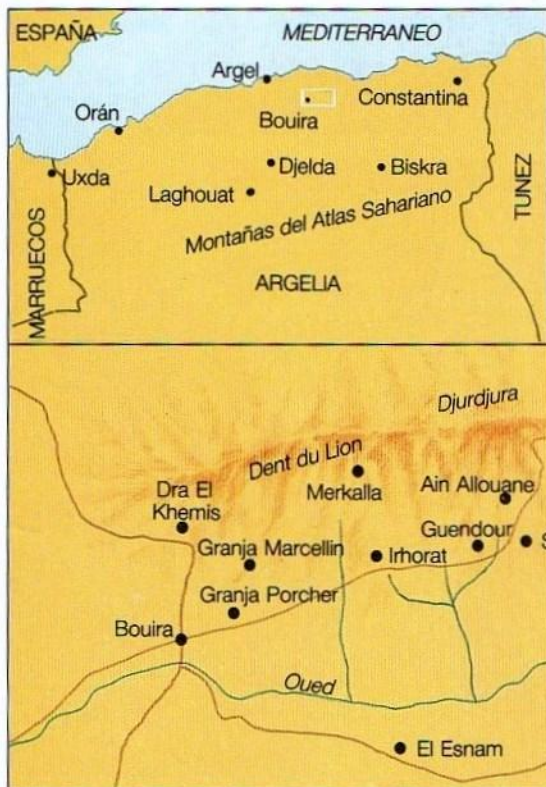 ESPAÑA
MEDITERRANEO
Argel
Constantina
Orán
Bouira
Uxda
Djelda
Biskra
Laghouat
Montañas del Atlas Sahariano
TUNEZ
MARRUECOS
ARGELIA
Djurdjura
Dent du Lion
Merkalla
Ain Allouane
Dra El
Khemis
Guendour
S
Granja Marcellin
Irhorat
Granja Porcher
Bouira
Oued
El Esnam